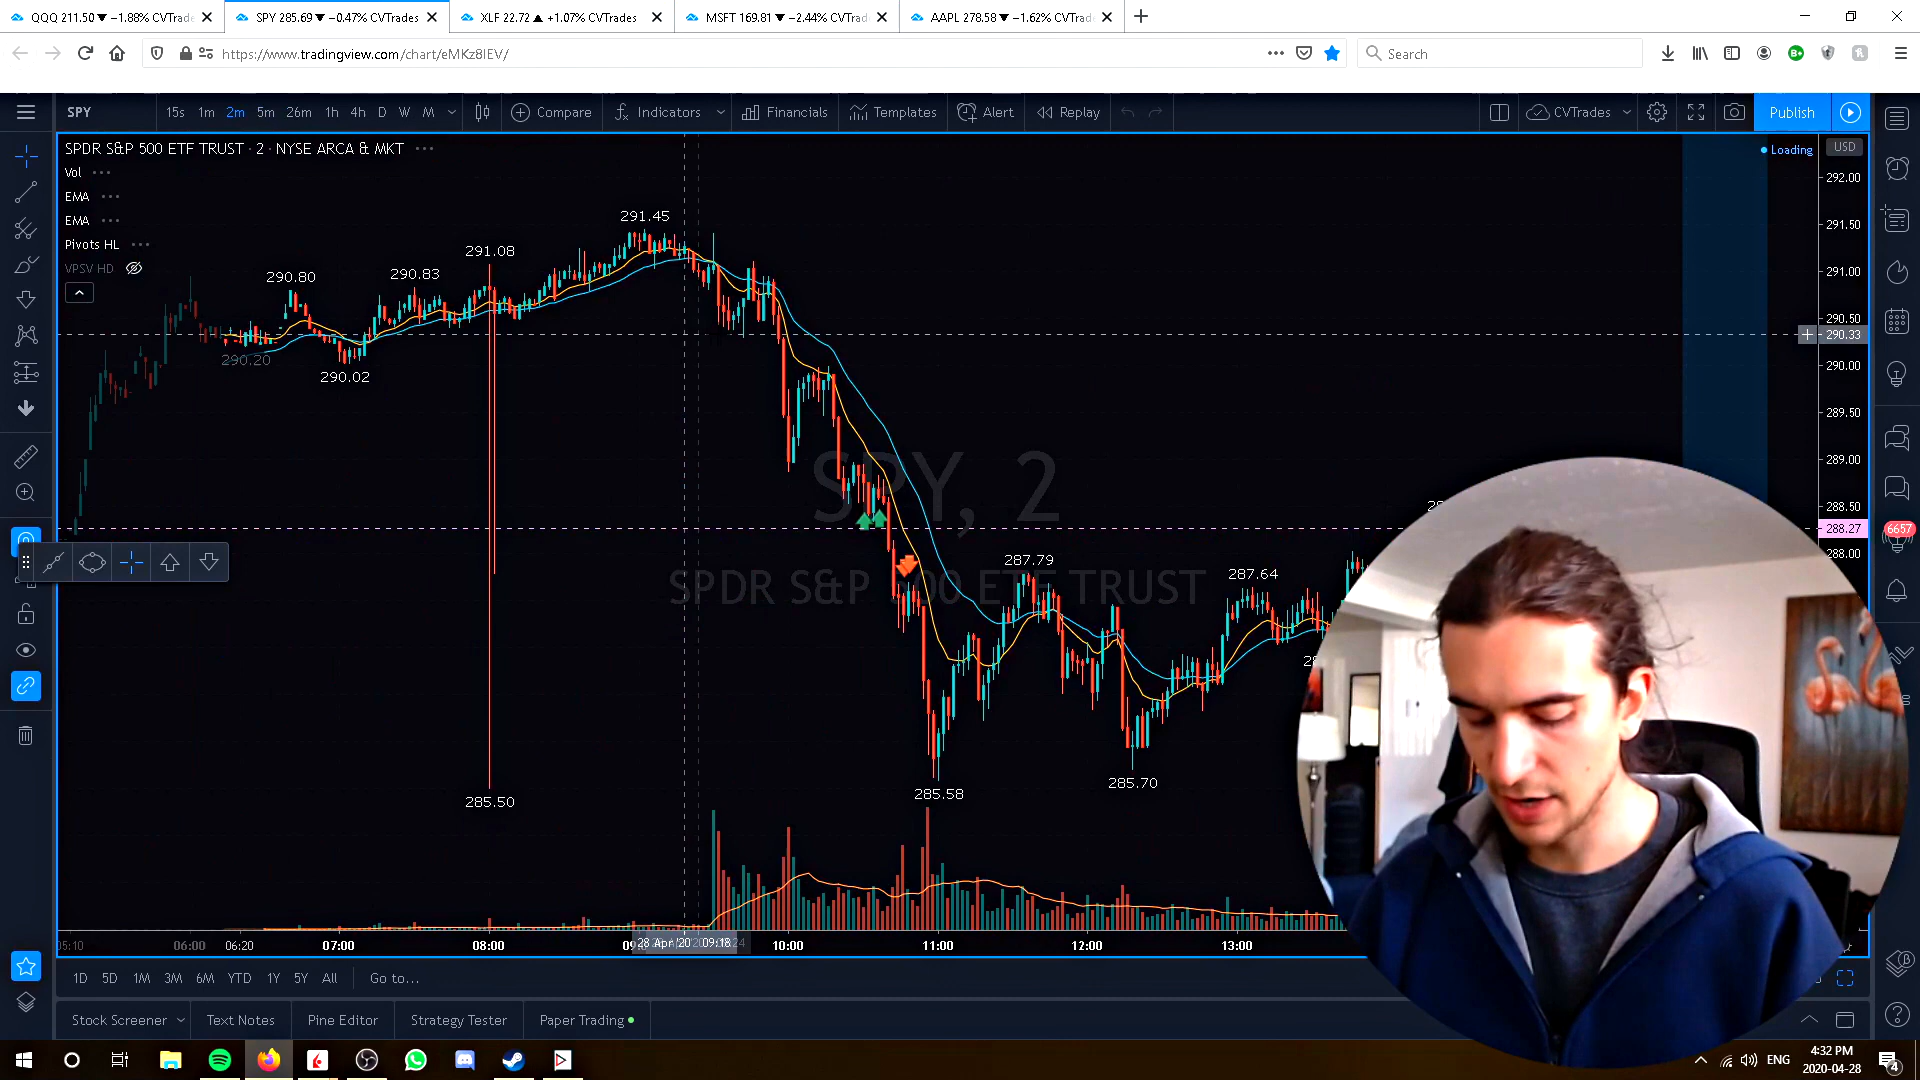 QQQ 211.50 ▼ −1.88% CVTrade
SPY 285.69 ▼ −0.47% CVTrades
XLF 22.72 ▲ +1.07% CVTrades
MSFT 169.81 ▼ −2.44% CVTrad
AAPL 278.58 ▼ −1.62% CVTrad
https://www.tradingview.com/chart/eMKz8IEV/
Search
SPY
15s 1m 2m 5m 26m 1h 4h D W M
Compare
Indicators
Financials
Templates
Alert
Replay
CVTrades
Publish
SPDR S&P 500 ETF TRUST · 2 · NYSE ARCA & MKT
Loading
USD
Vol
EMA
EMA
Pivots HL
VPSV HD
292.00
291.50
291.00
290.50
290.33
290.00
289.50
289.00
288.50
288.27
288.00
291.45
291.08
290.80
290.83
290.20
290.02
SPY, 2
SPDR S&P 500 ETF TRUST
287.79
287.64
285.50
285.58
285.70
6657
05:10 06:00 06:20 07:00 08:00 28 Apr '20 09:18 10:00 11:00 12:00 13:00
1D 5D 1M 3M 6M YTD 1Y 5Y All
Go to...
Stock Screener
Text Notes
Pine Editor
Strategy Tester
Paper Trading
ENG
4:32 PM
2020-04-28
4